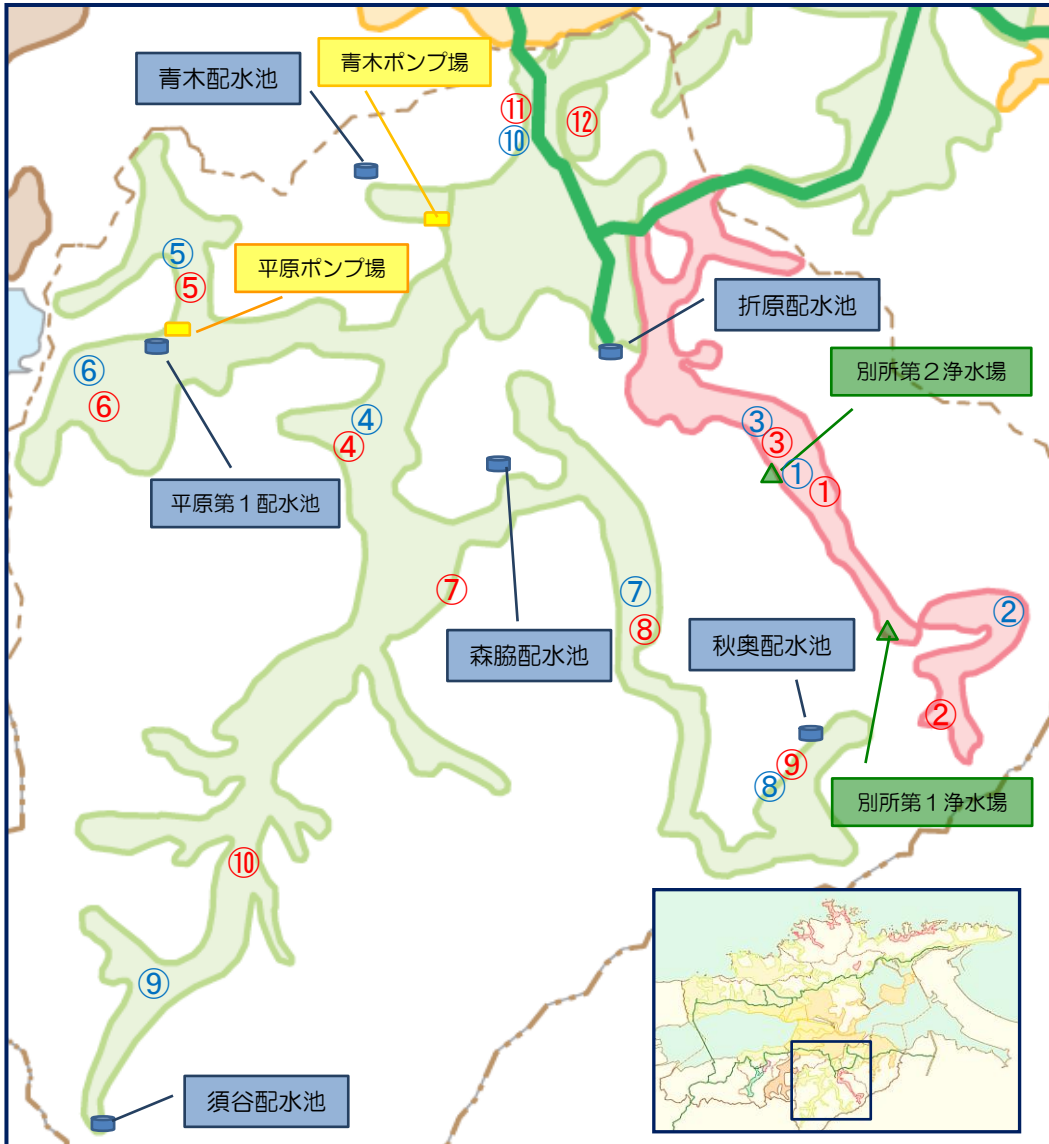 青木配水池
青木ポンプ場
⑪
⑩
⑫
⑤
⑤
平原ポンプ場
折原配水池
⑥
⑥
別所第2浄水場
③
③
④
④
①
①
平原第1配水池
⑦
⑦
⑧
②
森脇配水池
秋奥配水池
②
⑨
⑧
別所第1浄水場
⑩
⑨
須谷配水池